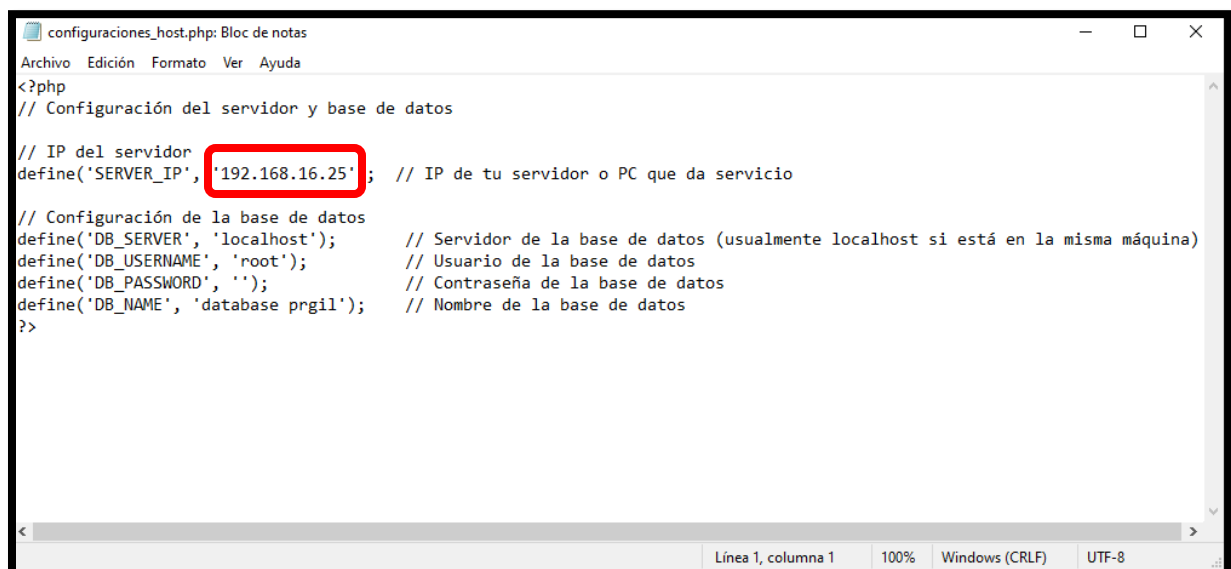 configuraciones_host.php: Bloc de notas
Archivo Edición Formato Ver Ayuda
<?php
// Configuración del servidor y base de datos
// IP del servidor
define('SERVER_IP', '192.168.16.25' ; // IP de tu servidor o PC que da servicio
// Configuración de la base de datos
define('DB_SERVER', 'localhost'); // Servidor de la base de datos (usualmente localhost si está en la misma máquina)
define('DB_USERNAME', 'root'); // Usuario de la base de datos
define('DB_PASSWORD', ''); // Contraseña de la base de datos
define('DB_NAME', 'database prgil'); // Nombre de la base de datos
?>
Línea 1, columna 1 100% Windows (CRLF) UTF-8